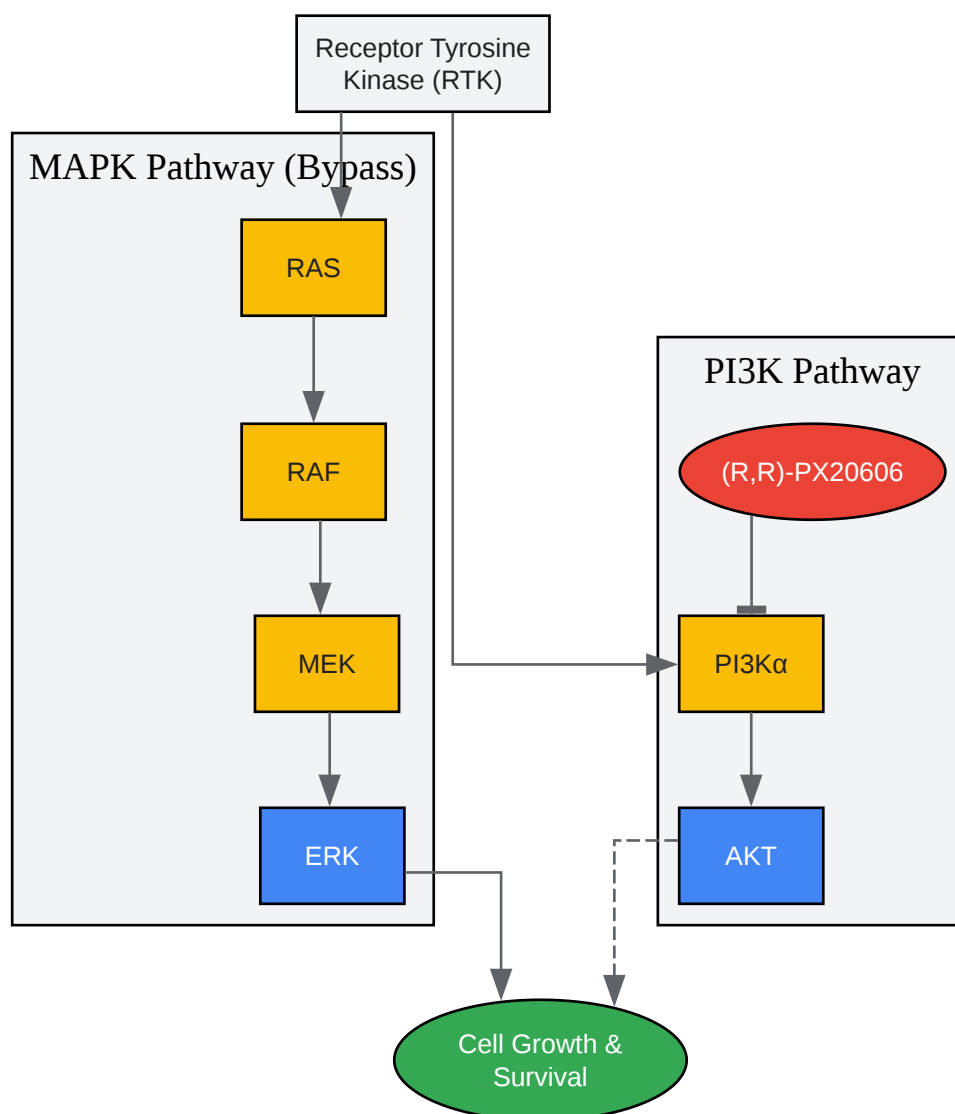 Receptor Tyrosine
Kinase (RTK)
MAPK Pathway (Bypass)
RAS
RAF
MEK
ERK
PI3K Pathway
(R,R)-PX20606
PI3Kα
AKT
Cell Growth &
Survival